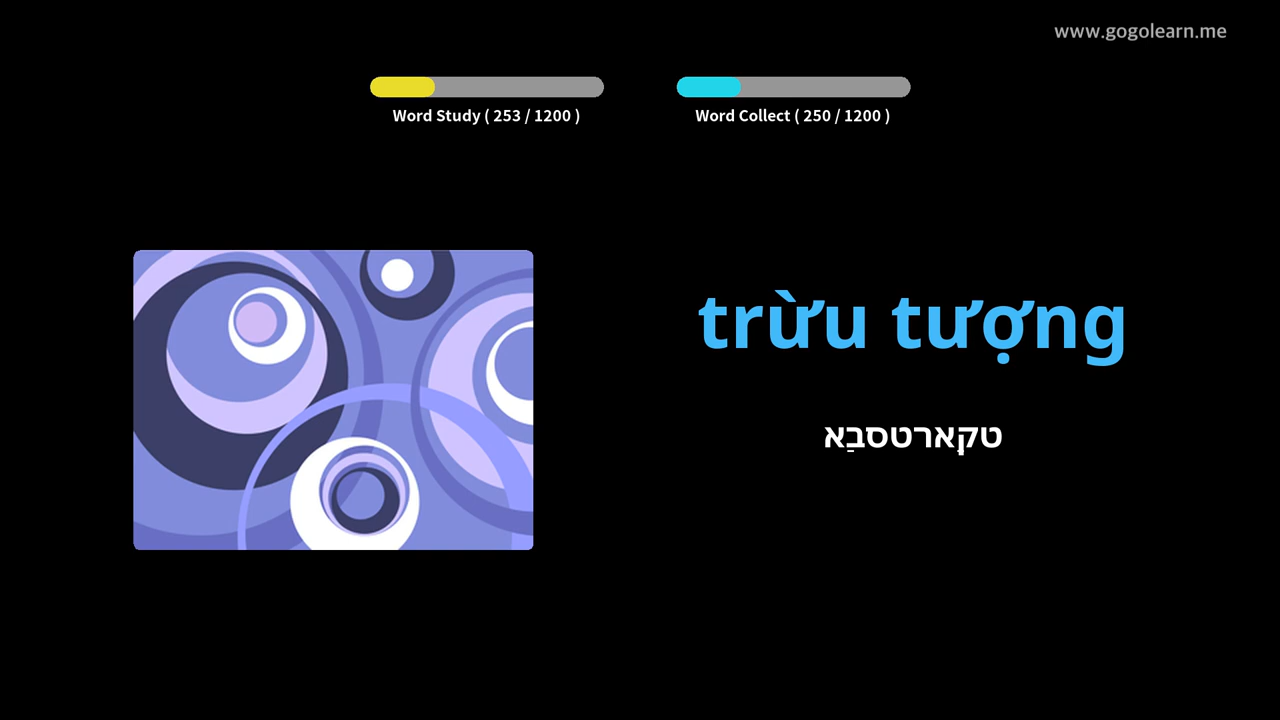 www.gogolearn.me
Word Study ( 253 / 1200 )
Word Collect ( 250 / 1200 )
trừu tượng
טקַארטסבַא